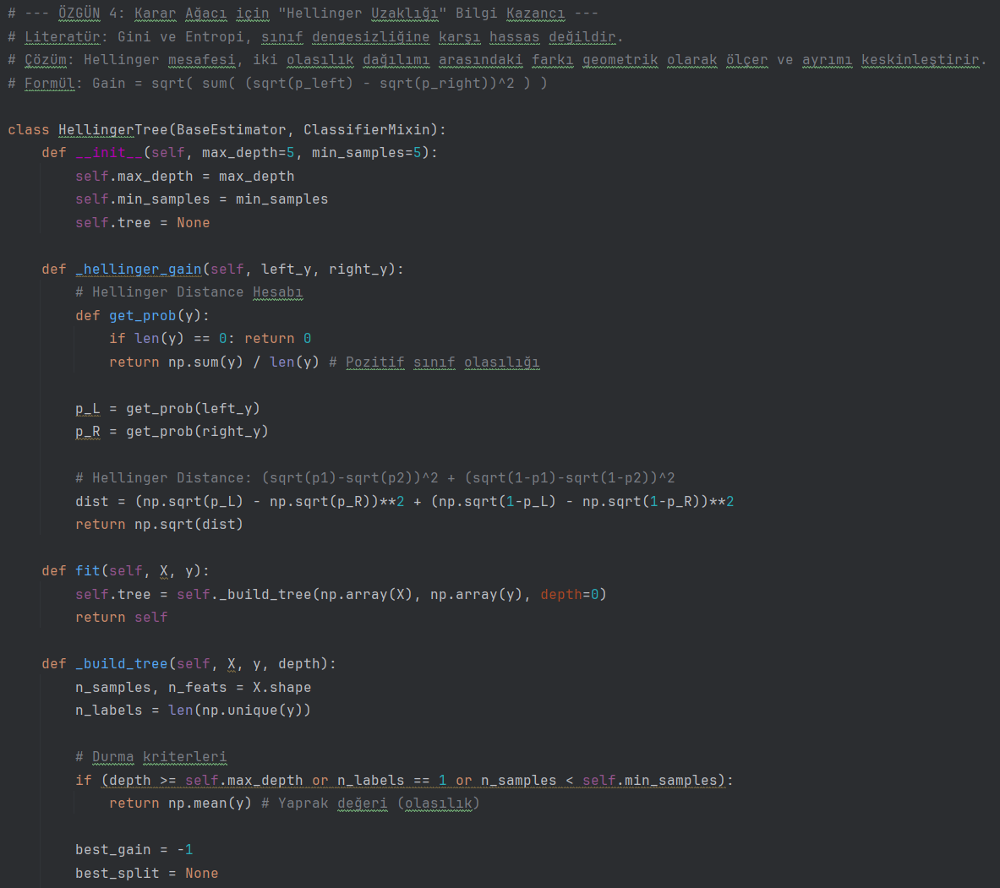 # --- ÖZGÜN 4: Karar Ağacı için "Hellinger Uzaklığı" Bilgi Kazancı ---
# Literatür: Gini ve Entropi, sınıf dengesizliğine karşı hassas değildir.
# Çözüm: Hellinger mesafesi, iki olasılık dağılımı arasındaki farkı geometrik olarak ölçer ve ayrımı keskinleştirir.
# Formül: Gain = sqrt( sum( (sqrt(p_left) - sqrt(p_right))^2 ) )

class HellingerTree(BaseEstimator, ClassifierMixin):
    def __init__(self, max_depth=5, min_samples=5):
        self.max_depth = max_depth
        self.min_samples = min_samples
        self.tree = None

    def _hellinger_gain(self, left_y, right_y):
        # Hellinger Distance Hesabı
        def get_prob(y):
            if len(y) == 0: return 0
            return np.sum(y) / len(y) # Pozitif sınıf olasılığı

        p_L = get_prob(left_y)
        p_R = get_prob(right_y)

        # Hellinger Distance: (sqrt(p1)-sqrt(p2))^2 + (sqrt(1-p1)-sqrt(1-p2))^2
        dist = (np.sqrt(p_L) - np.sqrt(p_R))**2 + (np.sqrt(1-p_L) - np.sqrt(1-p_R))**2
        return np.sqrt(dist)

    def fit(self, X, y):
        self.tree = self._build_tree(np.array(X), np.array(y), depth=0)
        return self

    def _build_tree(self, X, y, depth):
        n_samples, n_feats = X.shape
        n_labels = len(np.unique(y))

        # Durma kriterleri
        if (depth >= self.max_depth or n_labels == 1 or n_samples < self.min_samples):
            return np.mean(y) # Yaprak değeri (olasılık)

        best_gain = -1
        best_split = None